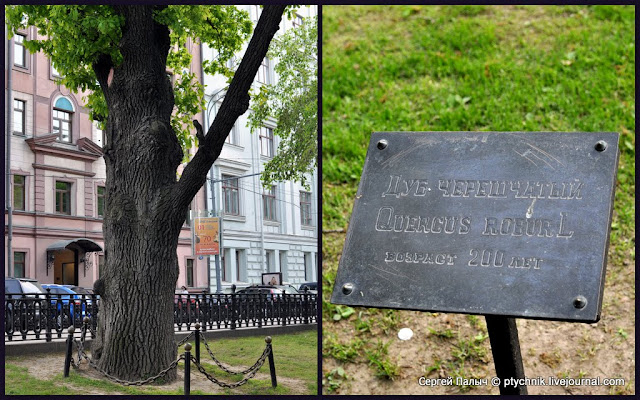 ДУБ ЧЕРЕШЧАТЫЙ
QUERCUS ROBUR L
ВОЗРАСТ 200 ЛЕТ
Сергей Палыч © ptychnik.livejournal.com